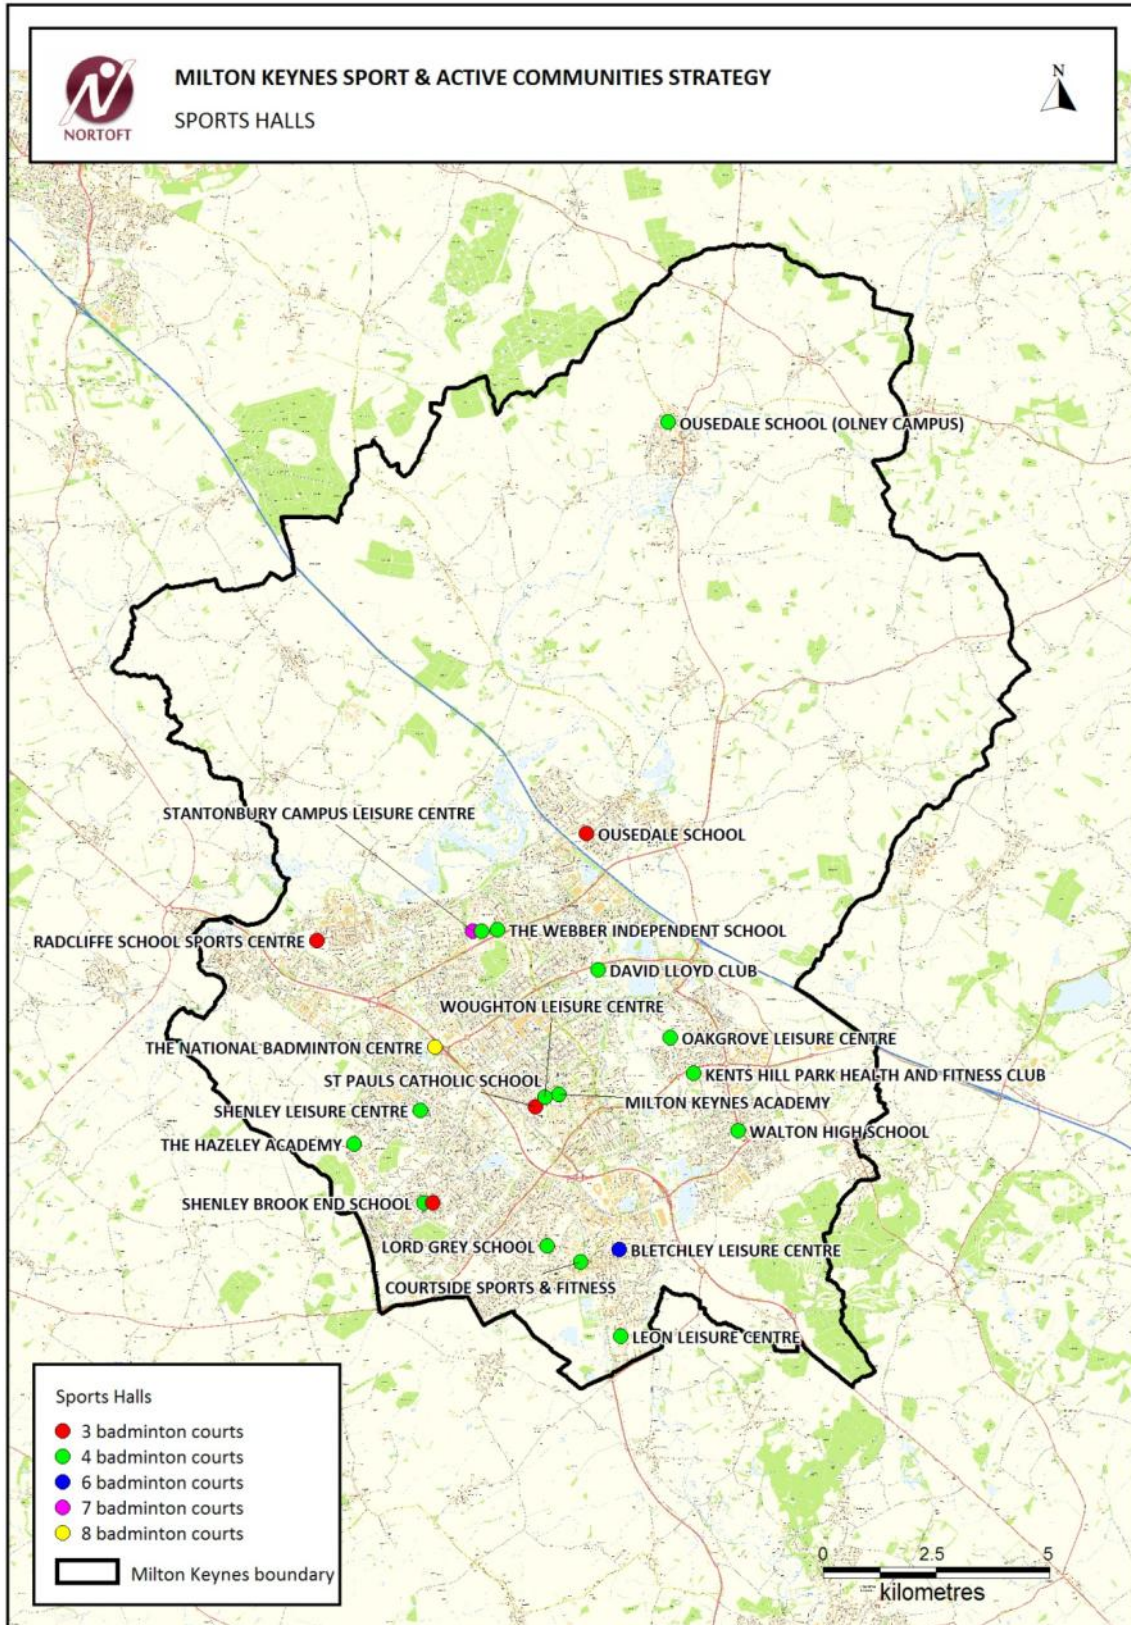 MILTON KEYNES SPORT & ACTIVE COMMUNITIES STRATEGY
SPORTS HALLS
NORTOFT
N
OUSEDALE SCHOOL (OLNEY CAMPUS)
STANTONBURY CAMPUS LEISURE CENTRE
OUSEDALE SCHOOL
THE WEBBER INDEPENDENT SCHOOL
RADCLIFFE SCHOOL SPORTS CENTRE
DAVID LLOYD CLUB
WOUGHTON LEISURE CENTRE
OAKGROVE LEISURE CENTRE
THE NATIONAL BADMINTON CENTRE
KENTS HILL PARK HEALTH AND FITNESS CLUB
ST PAULS CATHOLIC SCHOOL
MILTON KEYNES ACADEMY
SHENLEY LEISURE CENTRE
WALTON HIGH SCHOOL
THE HAZELEY ACADEMY
SHENLEY BROOK END SCHOOL
LORD GREY SCHOOL
BLETCHLEY LEISURE CENTRE
COURTSIDE SPORTS & FITNESS
LEON LEISURE CENTRE
Sports Halls
3 badminton courts
4 badminton courts
6 badminton courts
7 badminton courts
8 badminton courts
Milton Keynes boundary
0 2.5 5
kilometres